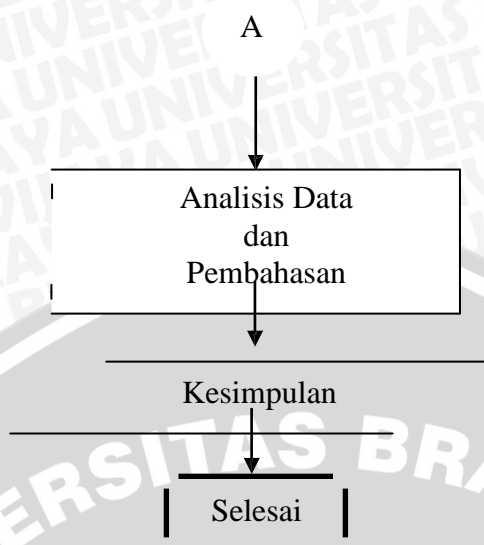 A
Analisis Data
dan
Pembahasan
Kesimpulan
Selesai